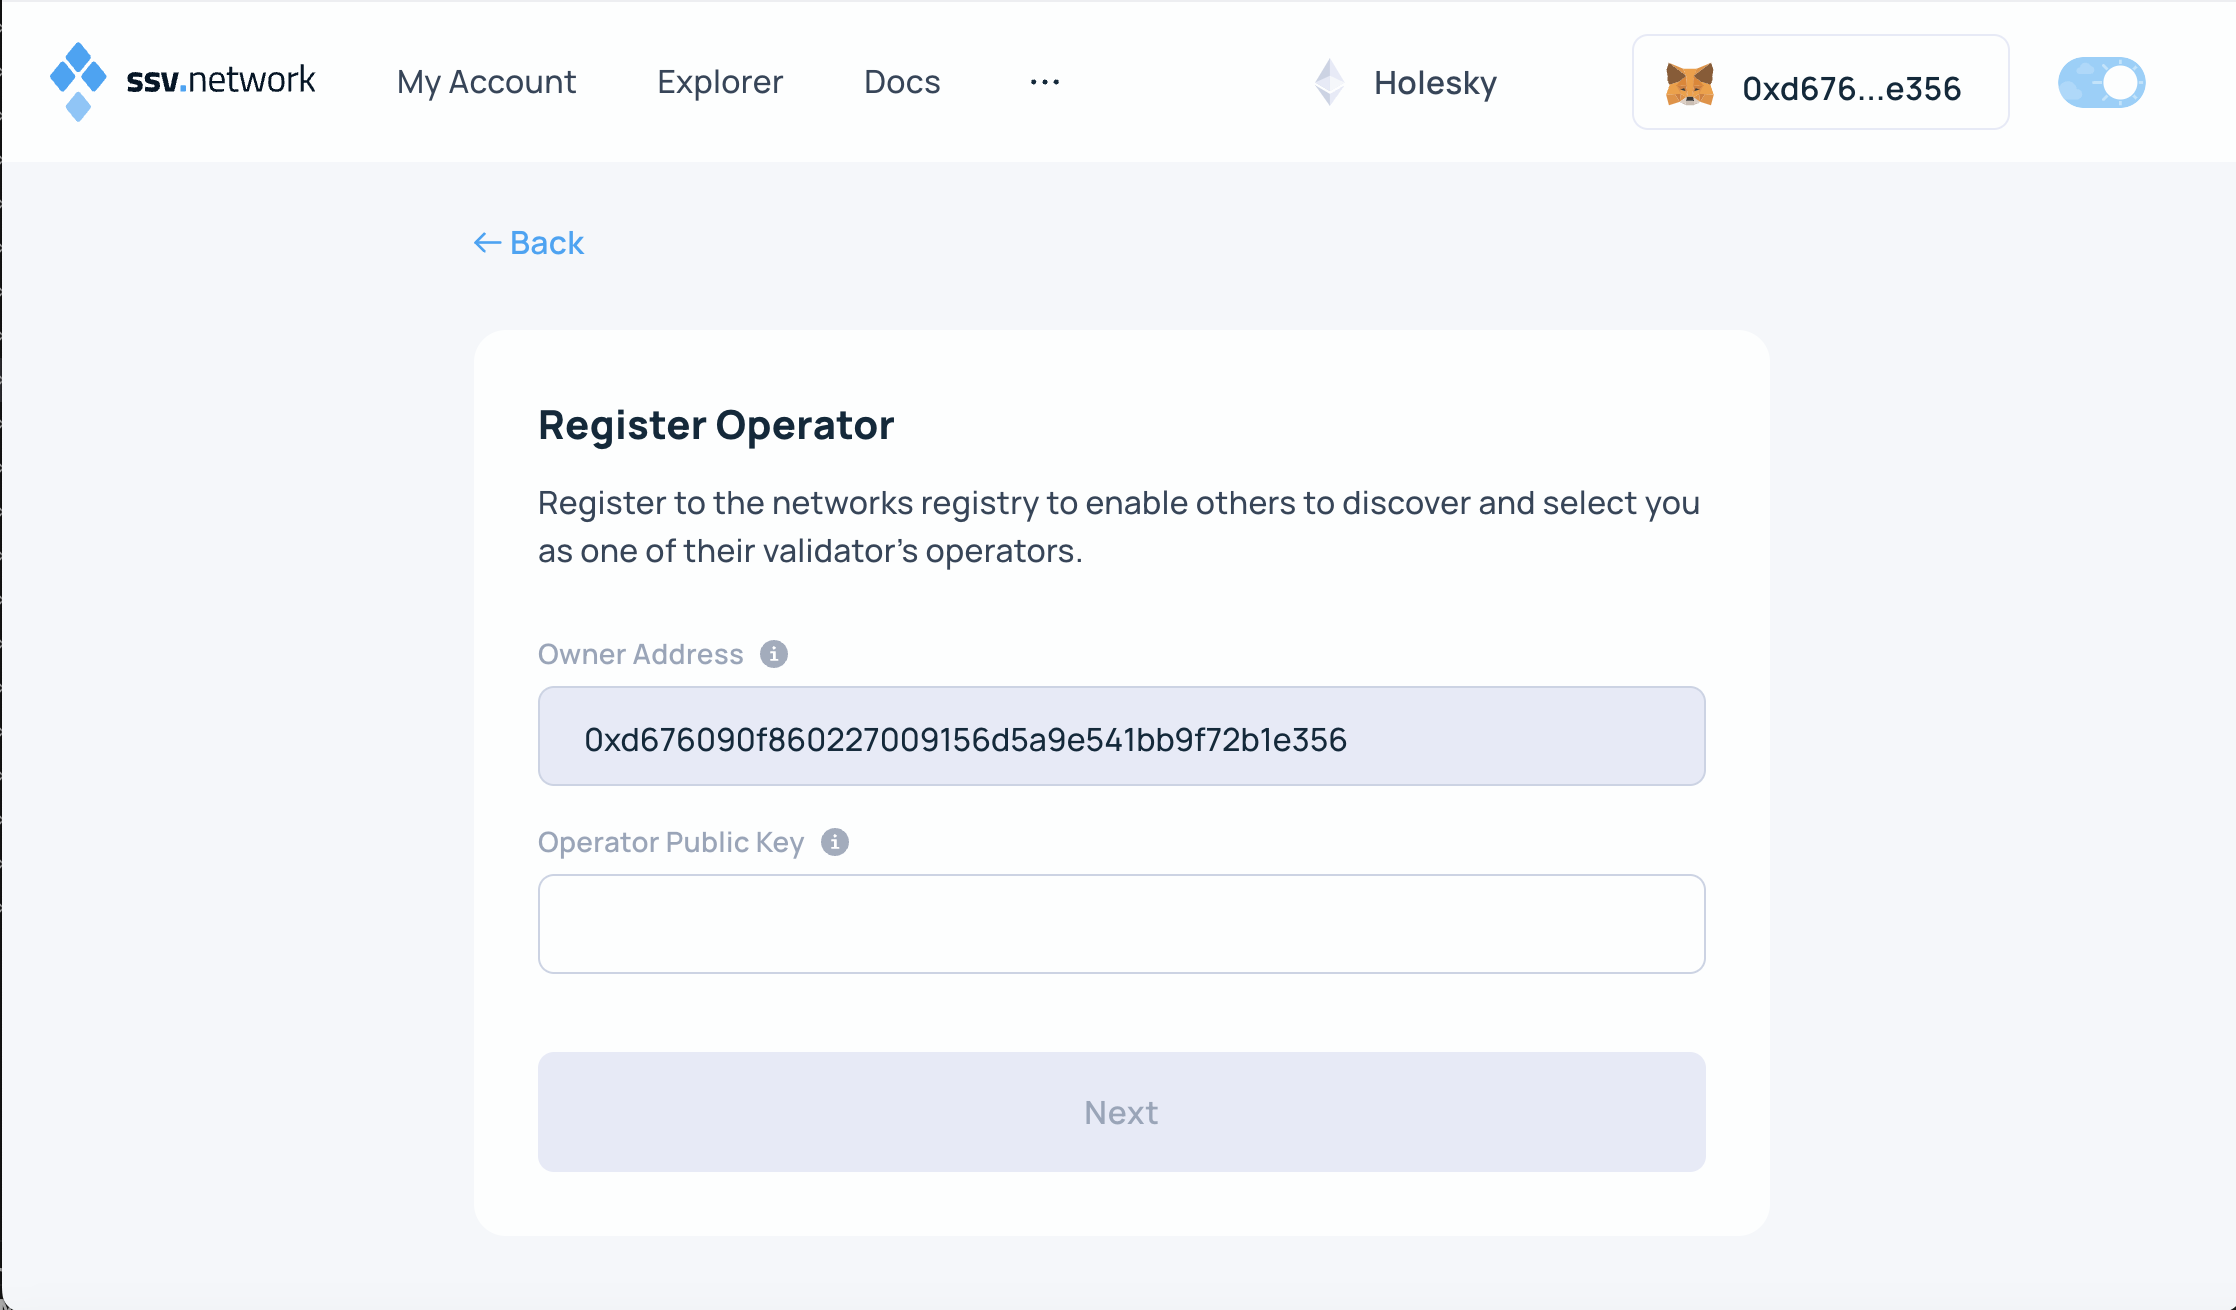 ssv.network
My Account
Explorer
Docs
...
Holesky
0xd676...e356
← Back
Register Operator
Register to the networks registry to enable others to discover and select you
as one of their validator’s operators.
Owner Address
0xd676090f860227009156d5a9e541bb9f72b1e356
Operator Public Key
Next